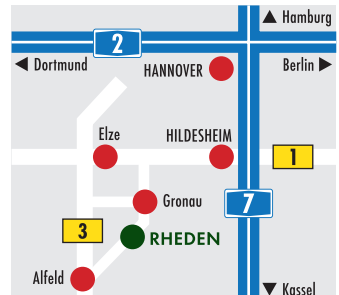 ▲ Hamburg
2
◀ Dortmund
HANNOVER
Berlin ▶
Elze
HILDESHEIM
1
Gronau
7
3
RHEDEN
Alfeld
▼ Kassel